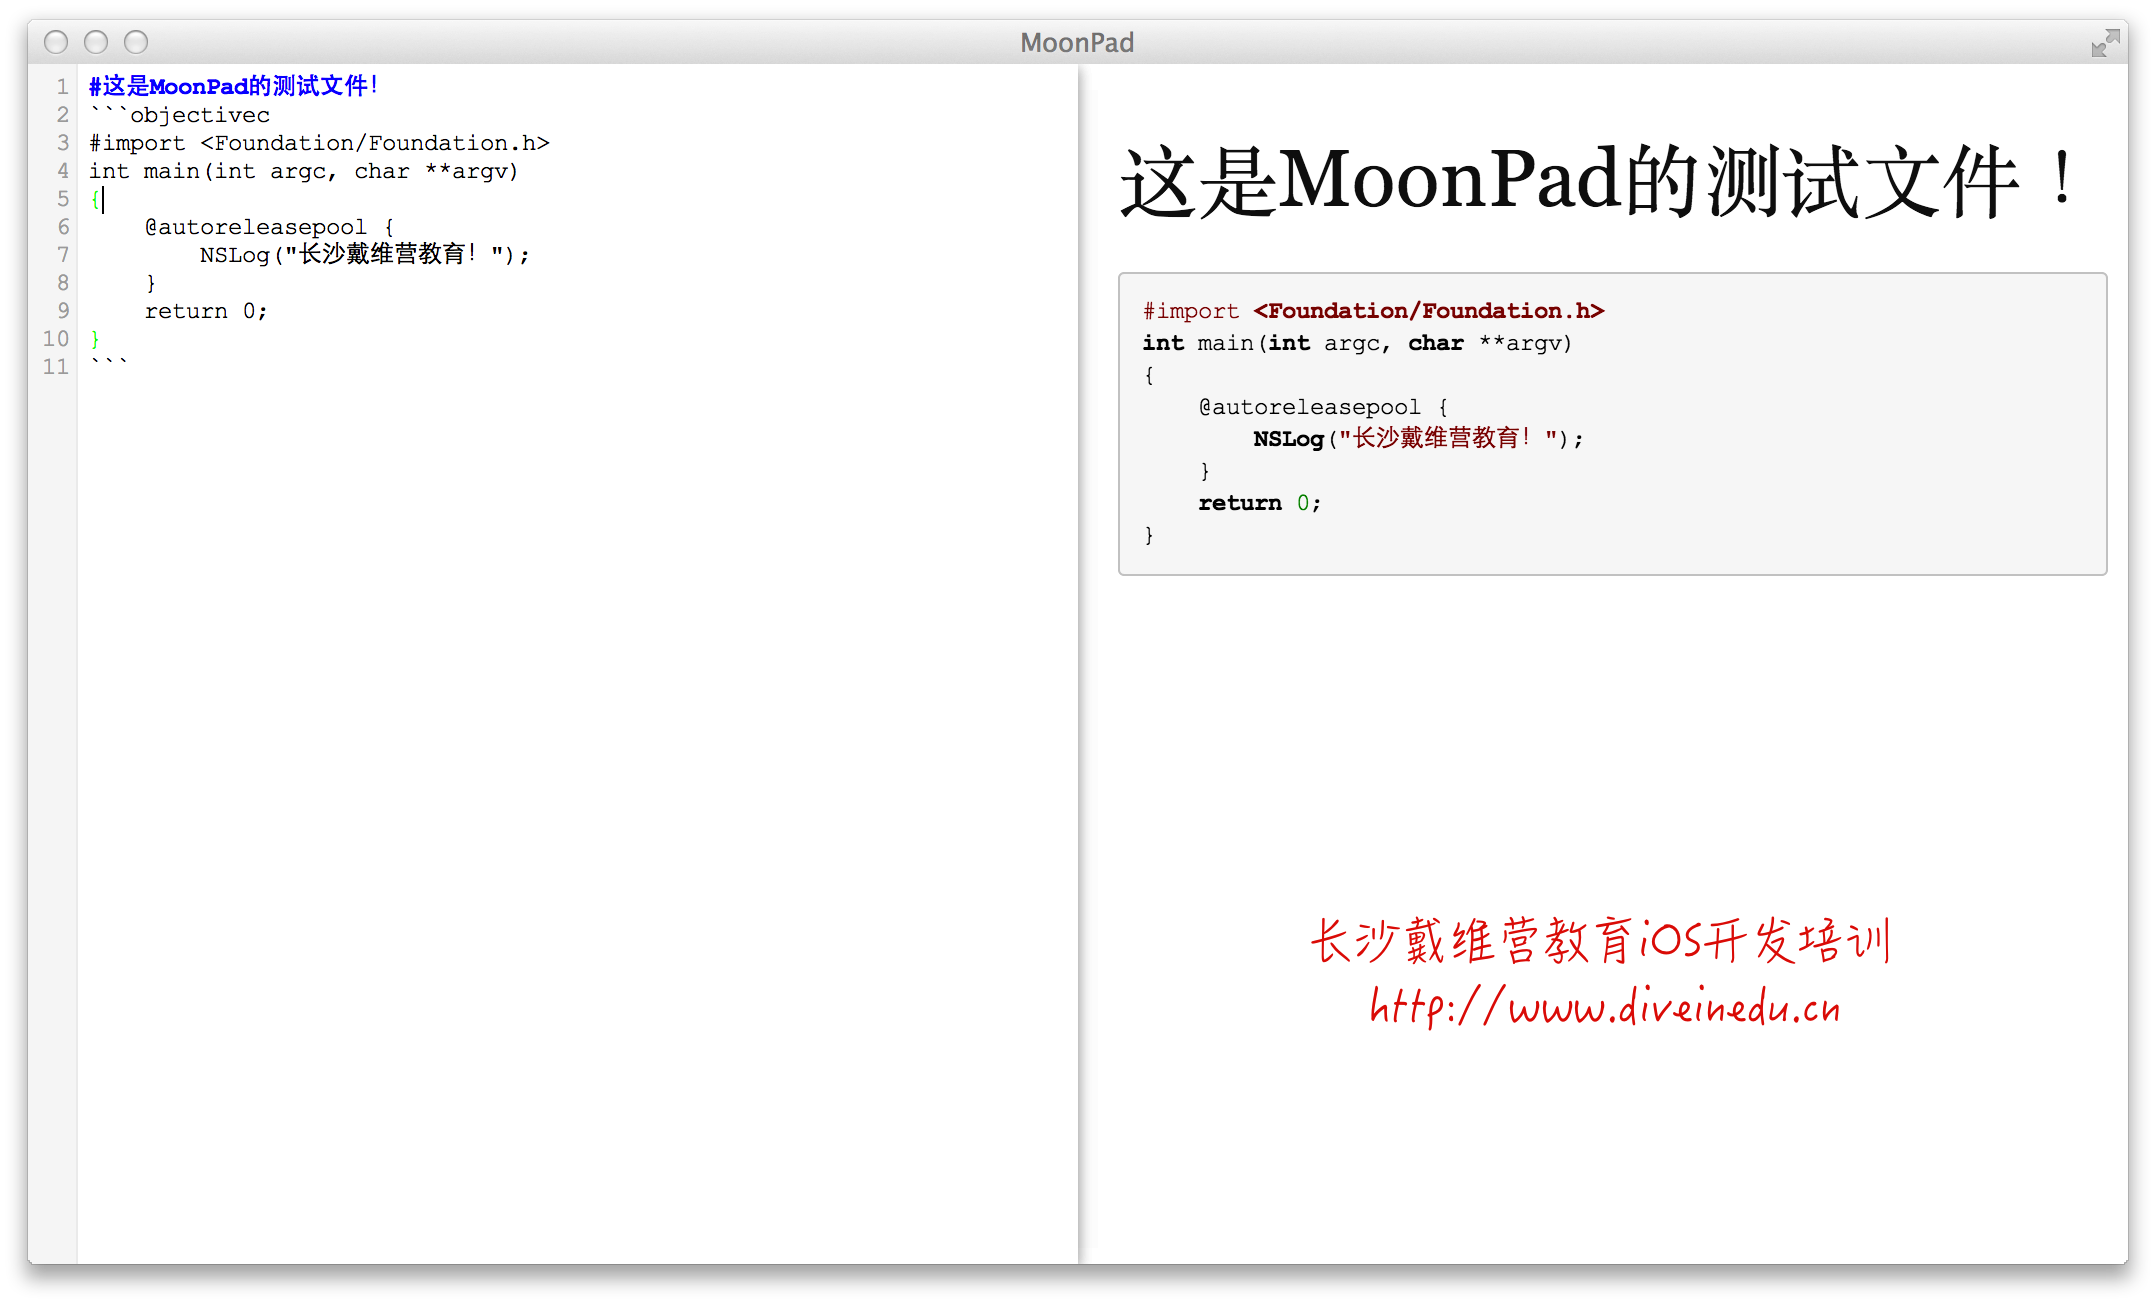 MoonPad
1 #这是MoonPad的测试文件!
2 ```objectivec
3 #import <Foundation/Foundation.h>
4 int main(int argc, char **argv)
5 {
6     @autoreleasepool {
7         NSLog("长沙戴维营教育! ");
8     }
9     return 0;
10 }
11 ```
这是MoonPad的测试文件！
#import <Foundation/Foundation.h>
int main(int argc, char **argv)
{
    @autoreleasepool {
        NSLog("长沙戴维营教育! ");
    }
    return 0;
}
长沙戴维营教育iOS开发培训
http://www.diveinedu.cn